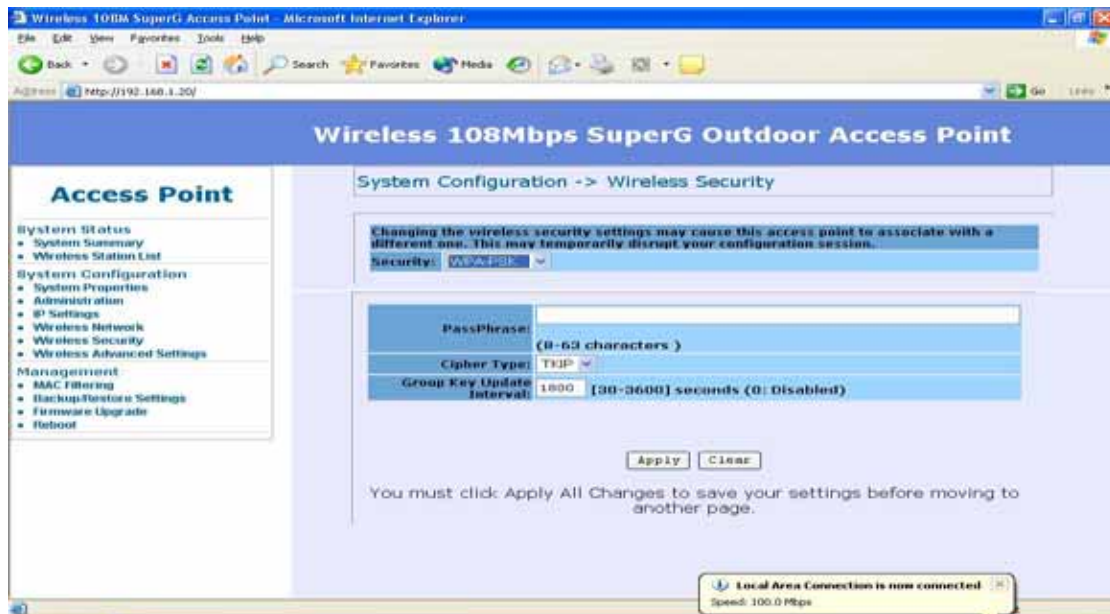 Wireless 108M SuperG Access Point - Microsoft Internet Explorer
File Edit View Favorites Tools Help
Back Search Favorites Media
Address http://192.168.1.20/ Go Links
Wireless 108Mbps SuperG Outdoor Access Point
Access Point
System Status
System Summary
Wireless Station List
System Configuration
System Properties
Administration
IP Settings
Wireless Network
Wireless Security
Wireless Advanced Settings
Management
MAC Filtering
Backup/Restore Settings
Firmware Upgrade
Reboot
System Configuration -> Wireless Security
Changing the wireless security settings may cause this access point to associate with a
different one. This may temporarily disrupt your configuration session.
Security: WPA-PSK
PassPhrase:
(8-63 characters )
Cipher Type: TKIP
Group Key Update
Interval: 1800 [30-3600] seconds (0: Disabled)
Apply Clear
You must click Apply All Changes to save your settings before moving to
another page.
Local Area Connection is now connected
Speed: 100.0 Mbps